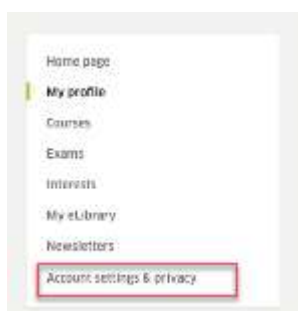 Home page
My profile
Courses
Exams
Interests
My eLibrary
Newsletters
Account settings & privacy